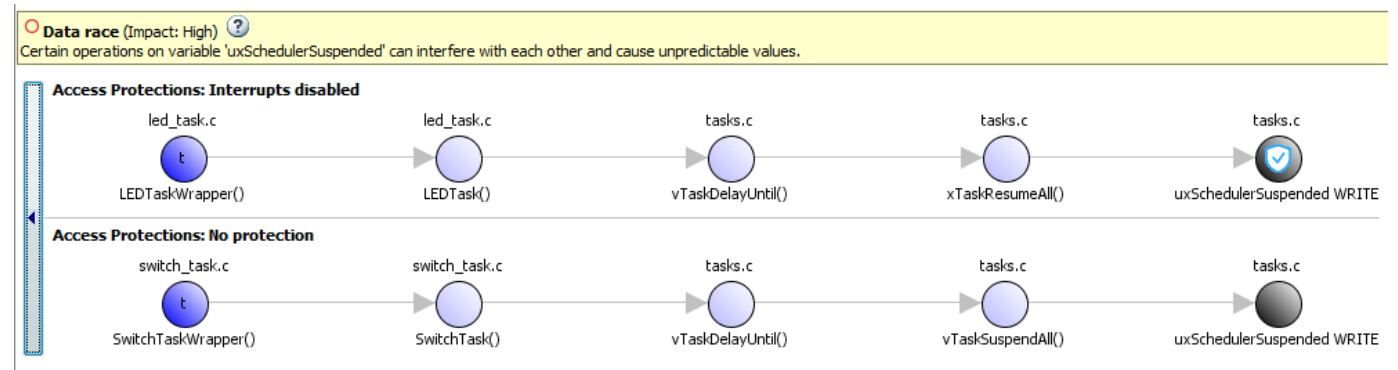 Data race (Impact: High) ?
Certain operations on variable 'uxSchedulerSuspended' can interfere with each other and cause unpredictable values.
Access Protections: Interrupts disabled
led_task.c led_task.c tasks.c tasks.c tasks.c
t
LEDTaskWrapper() LEDTask() vTaskDelayUntil() xTaskResumeAll() uxSchedulerSuspended WRITE
Access Protections: No protection
switch_task.c switch_task.c tasks.c tasks.c tasks.c
t
SwitchTaskWrapper() SwitchTask() vTaskDelayUntil() vTaskSuspendAll() uxSchedulerSuspended WRITE